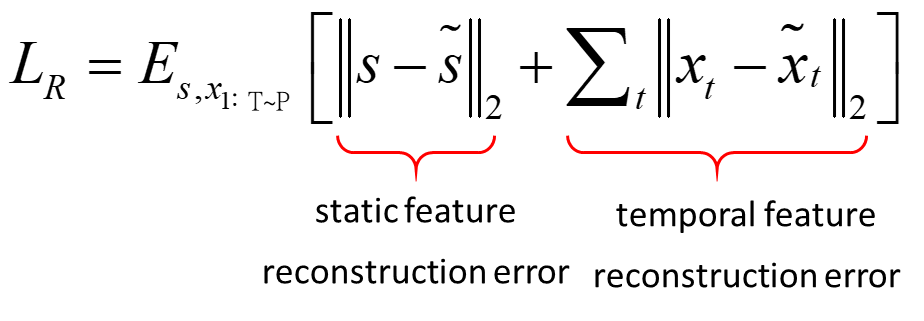 L_R = E_{s,x_{1: T~P}} [‖s − s̃‖_2 + ∑_t ‖x_t − x̃_t‖_2]
static feature temporal feature
reconstruction error reconstruction error